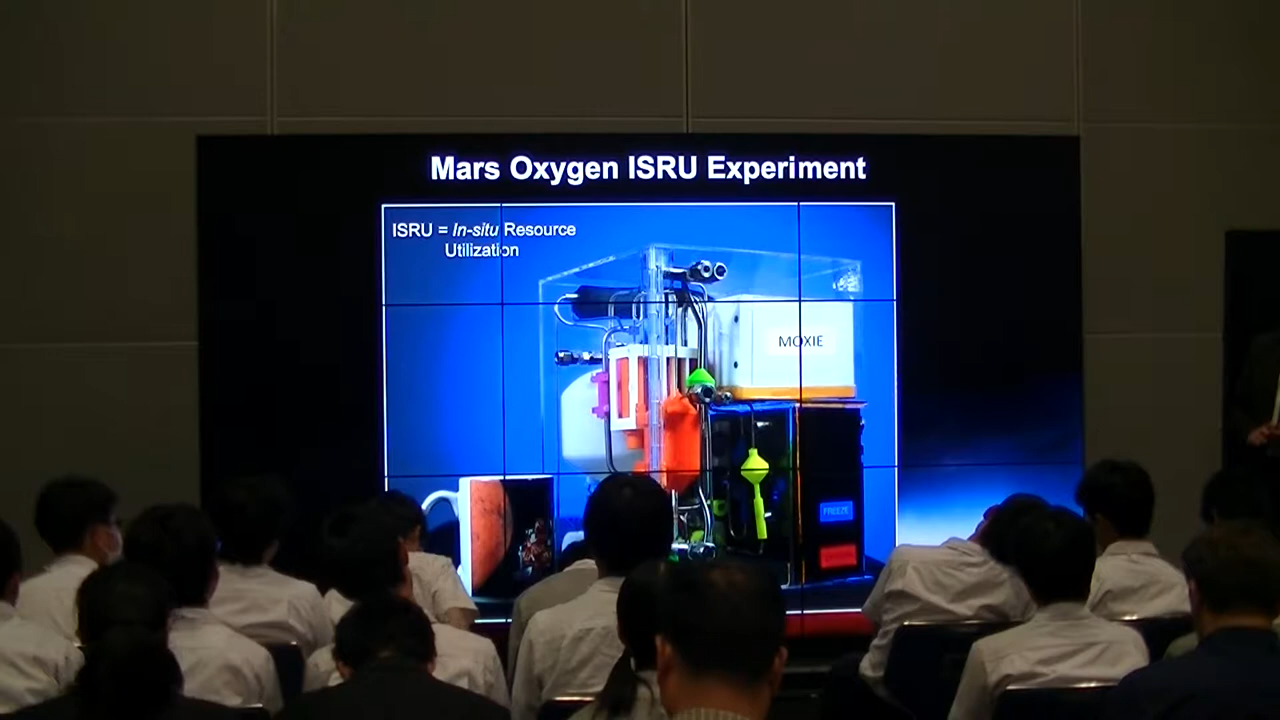 Mars Oxygen ISRU Experiment
ISRU = In-situ Resource
Utilization
MOXIE
FREEZE